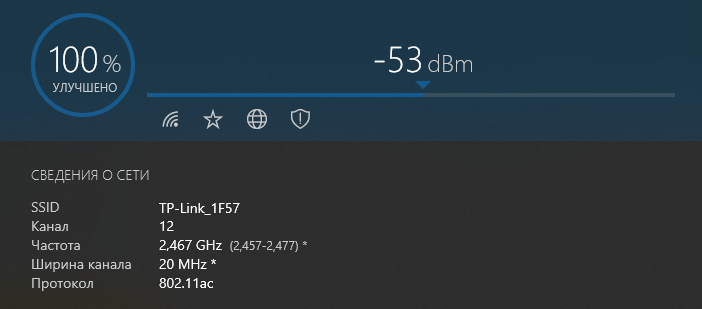 100 %
УЛУЧШЕНО
-53 dBm
СВЕДЕНИЯ О СЕТИ
SSID TP-Link_1F57
Канал 12
Частота 2,467 GHz (2,457-2,477) *
Ширина канала 20 MHz *
Протокол 802.11ac